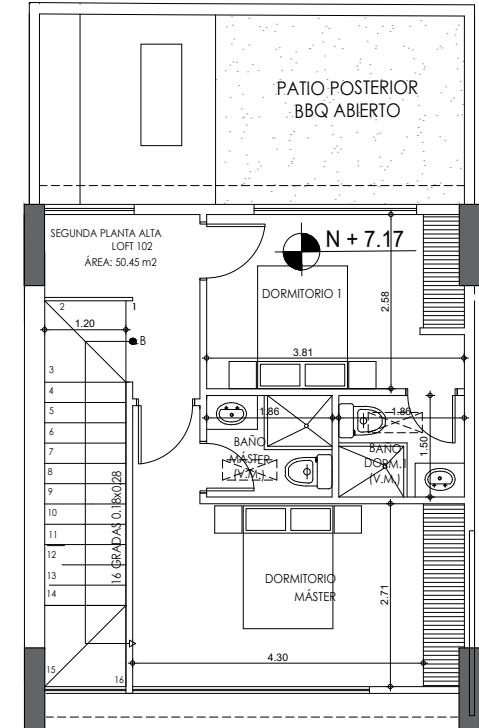 PATIO POSTERIOR
BBQ ABIERTO
SEGUNDA PLANTA ALTA
LOFT 102
ÁREA: 50.45 m2
N + 7.17
DORMITORIO 1
2.58
3.81
2
1
1.20
B
3
4
5
6
7
8
9
10
11
12
13
14
15
16
16 GRADAS 0.18x0.28
1.86
1.86
1.50
BAÑO
MÁSTER
(V.M.)
BAÑO
DORM.1
(V.M.)
DORMITORIO
MÁSTER
2.71
4.30